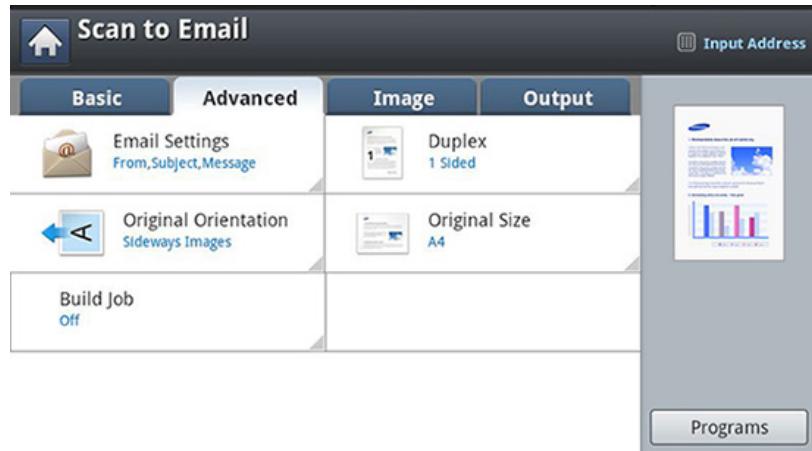 Scan to Email
Input Address
Basic
Advanced
Image
Output
Email Settings
From,Subject,Message
Duplex
1 Sided
Original Orientation
Sideways Images
Original Size
A4
Build Job
Off
Programs